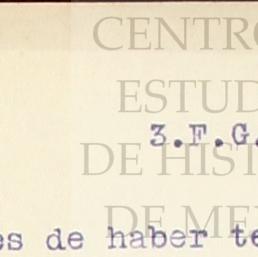 CENTRO
ESTUD
3.F.G.
DE HIST
DE ME
es de haber te